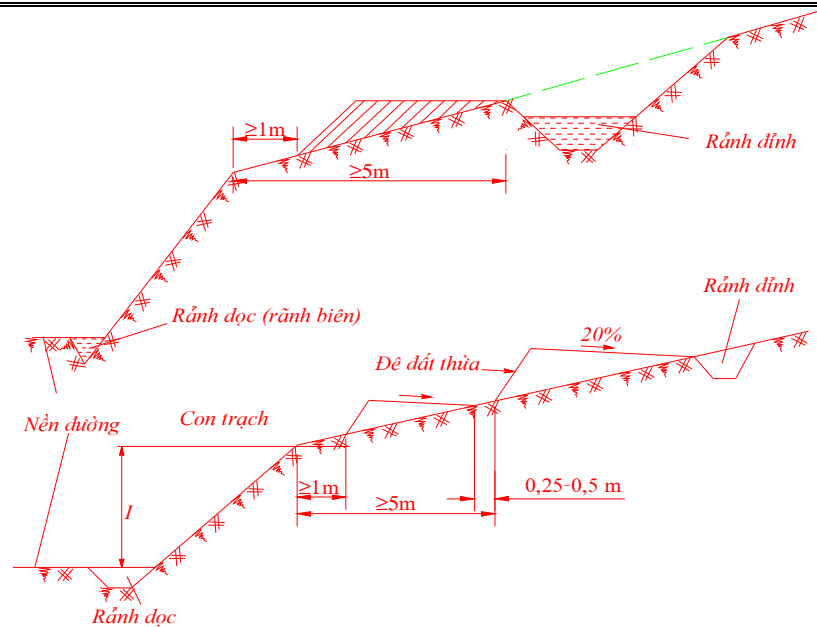 ≥1m
Rảnh đỉnh
≥5m
Rảnh dọc (rãnh biên)
Rảnh đỉnh
20%
Đê đất thừa
Nền đường
Con trạch
≥1m
0,25-0,5 m
≥5m
I
Rảnh dọc